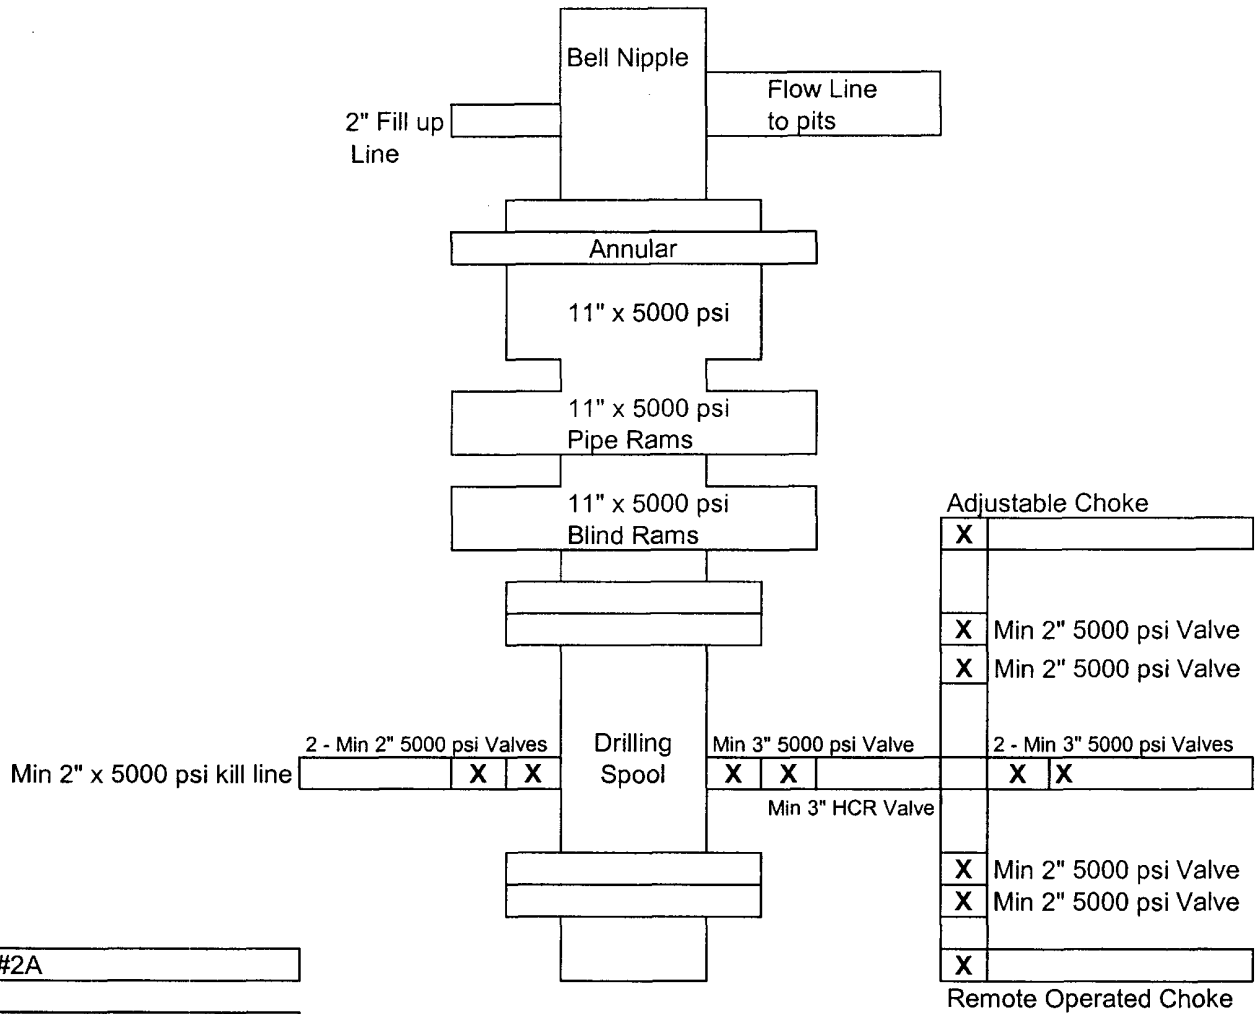 Bell Nipple
Flow Line
to pits
2" Fill up
Line
Annular
11" x 5000 psi
11" x 5000 psi
Pipe Rams
11" x 5000 psi
Blind Rams
Adjustable Choke
X
X Min 2" 5000 psi Valve
X Min 2" 5000 psi Valve
2 - Min 2" 5000 psi Valves
Drilling
Spool
Min 3" 5000 psi Valve
2 - Min 3" 5000 psi Valves
Min 2" x 5000 psi kill line
X X
X X
X X
Min 3" HCR Valve
X Min 2" 5000 psi Valve
X Min 2" 5000 psi Valve
#2A
X
Remote Operated Choke